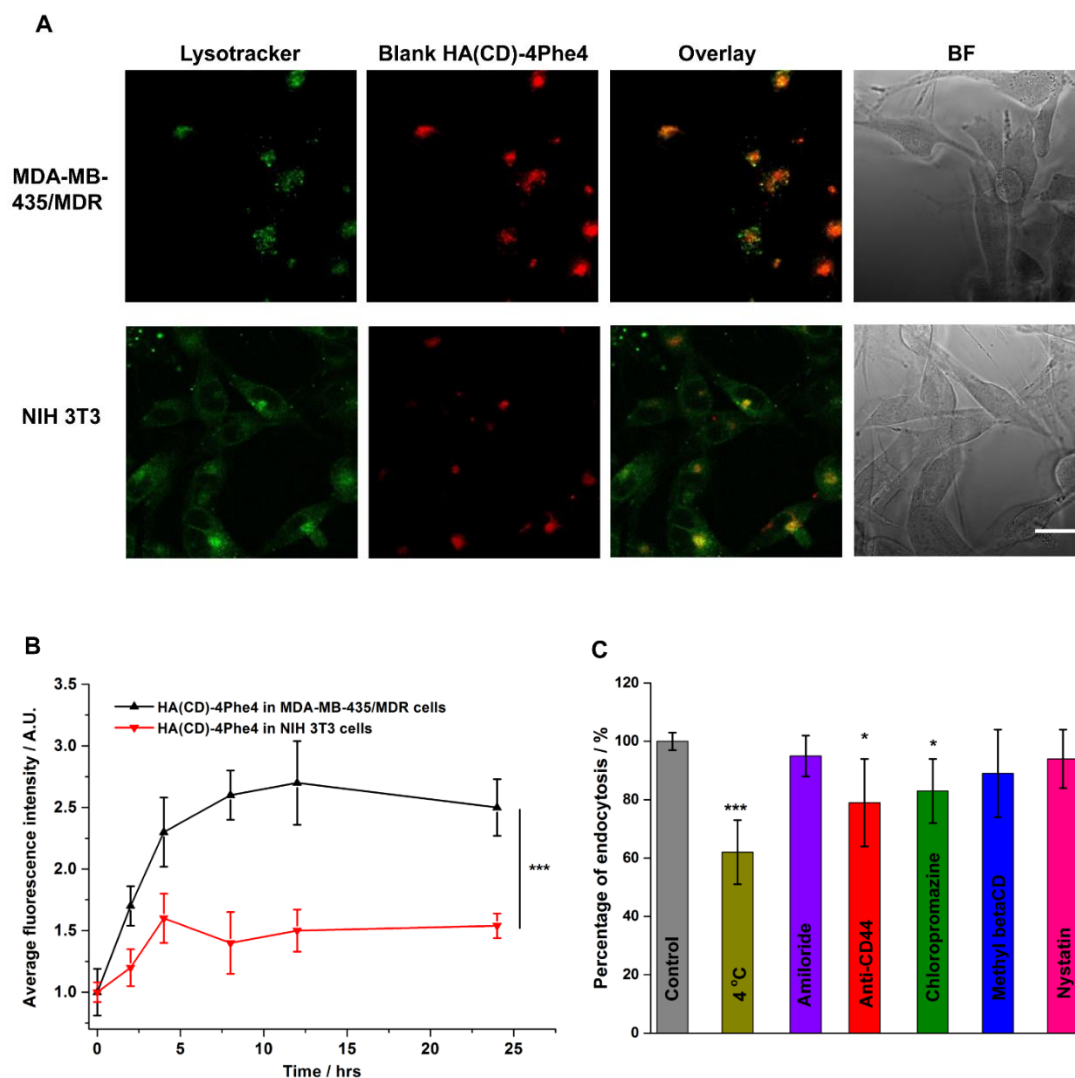 A
Lysotracker
Blank HA(CD)-4Phe4
Overlay
BF
MDA-MB-
435/MDR
NIH 3T3
B
Average fluorescence intensity / A.U.
3.5
3.0
2.5
2.0
1.5
1.0
HA(CD)-4Phe4 in MDA-MB-435/MDR cells
HA(CD)-4Phe4 in NIH 3T3 cells
***
0
5
10
15
20
25
Time / hrs
C
Percentage of endocytosis / %
120
100
80
60
40
20
0
***
*
*
Control
4 °C
Amiloride
Anti-CD44
Chloropromazine
Methyl betaCD
Nystatin